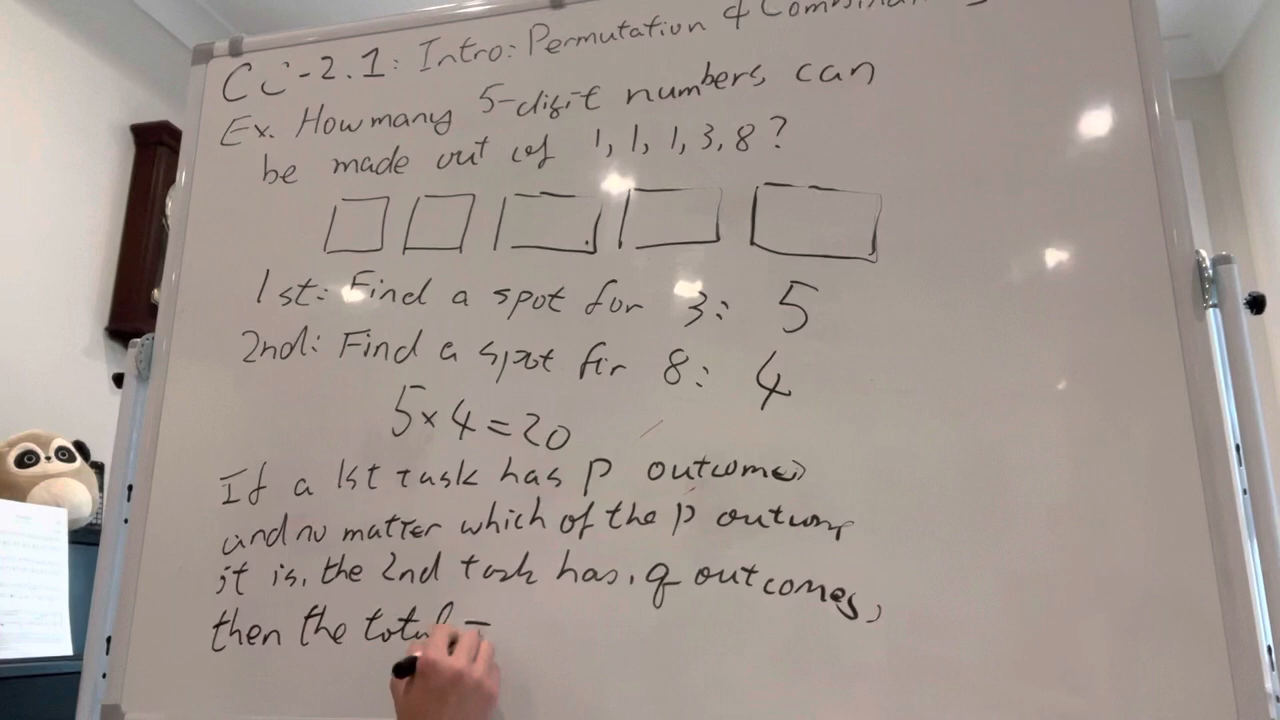 CC-2.1: Intro: Permutation &
Ex. How many 5-digit numbers can
be made out of 1, 1, 1, 3, 8?
1st: Find a spot for 3: 5
2nd: Find a spot for 8: 4
5×4=20
If a 1st task has p outcomes
and no matter which of the p outcome
it is, the 2nd task has q outcomes,
then the total =